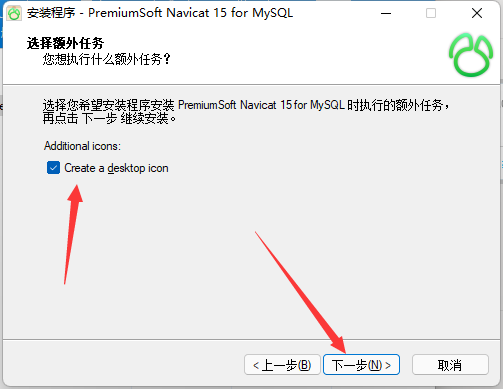 安装程序 - PremiumSoft Navicat 15 for MySQL
选择额外任务
您想执行什么额外任务？
选择您希望安装程序安装 PremiumSoft Navicat 15 for MySQL 时执行的额外任务，
再点击 下一步 继续安装。
Additional icons:
Create a desktop icon
< 上一步(B)
下一步(N) >
取消